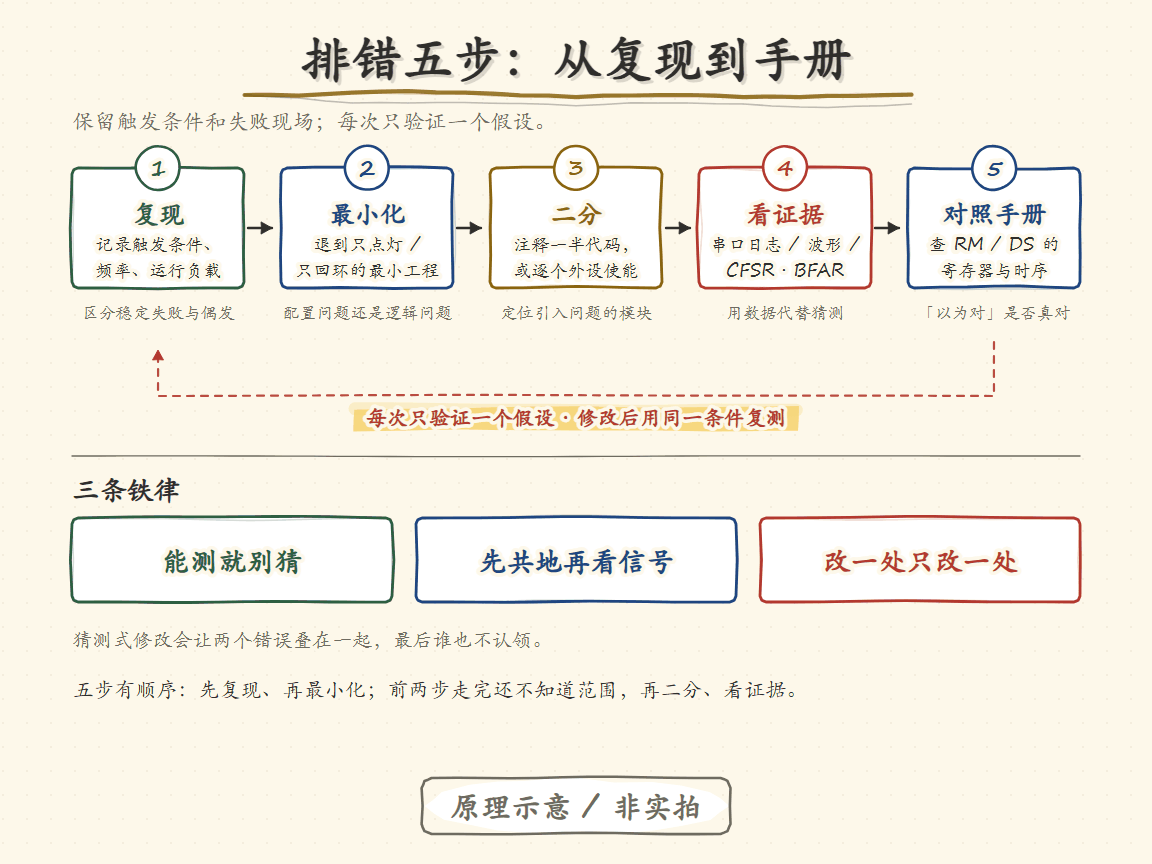 排错五步：从复现到手册
保留触发条件和失败现场；每次只验证一个假设。
1
复现
记录触发条件、
频率、运行负载
区分稳定失败与偶发
2
最小化
退到只点灯 /
只回环的最小工程
配置问题还是逻辑问题
3
二分
注释一半代码，
或逐个外设使能
定位引入问题的模块
4
看证据
串口日志 / 波形 /
CFSR · BFAR
用数据代替猜测
5
对照手册
查 RM / DS 的
寄存器与时序
「以为对」是否真对
每次只验证一个假设 · 修改后用同一条件复测
三条铁律
能测就别猜
先共地再看信号
改一处只改一处
猜测式修改会让两个错误叠在一起，最后谁也不认领。
五步有顺序：先复现、再最小化；前两步走完还不知道范围，再二分、看证据。
原理示意 / 非实拍